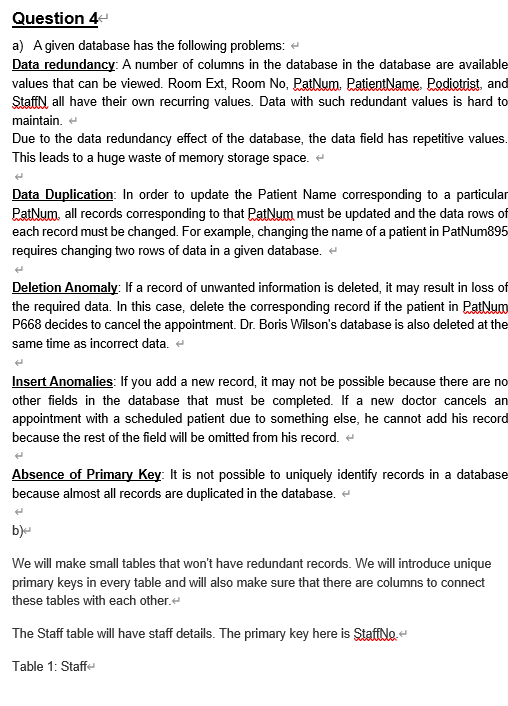 Question 4
a) A given database has the following problems:
Data redundancy: A number of columns in the database in the database are available
values that can be viewed. Room Ext, Room No, PatNum, PatientName, Podiotrist, and
StaffN all have their own recurring values. Data with such redundant values is hard to
maintain.
Due to the data redundancy effect of the database, the data field has repetitive values.
This leads to a huge waste of memory storage space.
Data Duplication: In order to update the Patient Name corresponding to a particular
PatNum, all records corresponding to that PatNum must be updated and the data rows of
each record must be changed. For example, changing the name of a patient in PatNum895
requires changing two rows of data in a given database.
Deletion Anomaly: If a record of unwanted information is deleted, it may result in loss of
the required data. In this case, delete the corresponding record if the patient in PatNum
P668 decides to cancel the appointment. Dr. Boris Wilson's database is also deleted at the
same time as incorrect data.
Insert Anomalies: If you add a new record, it may not be possible because there are no
other fields in the database that must be completed. If a new doctor cancels an
appointment with a scheduled patient due to something else, he cannot add his record
because the rest of the field will be omitted from his record.
Absence of Primary Key: It is not possible to uniquely identify records in a database
because almost all records are duplicated in the database.
b)
We will make small tables that won't have redundant records. We will introduce unique
primary keys in every table and will also make sure that there are columns to connect
these tables with each other.
The Staff table will have staff details. The primary key here is StaffNo.
Table 1: Staff